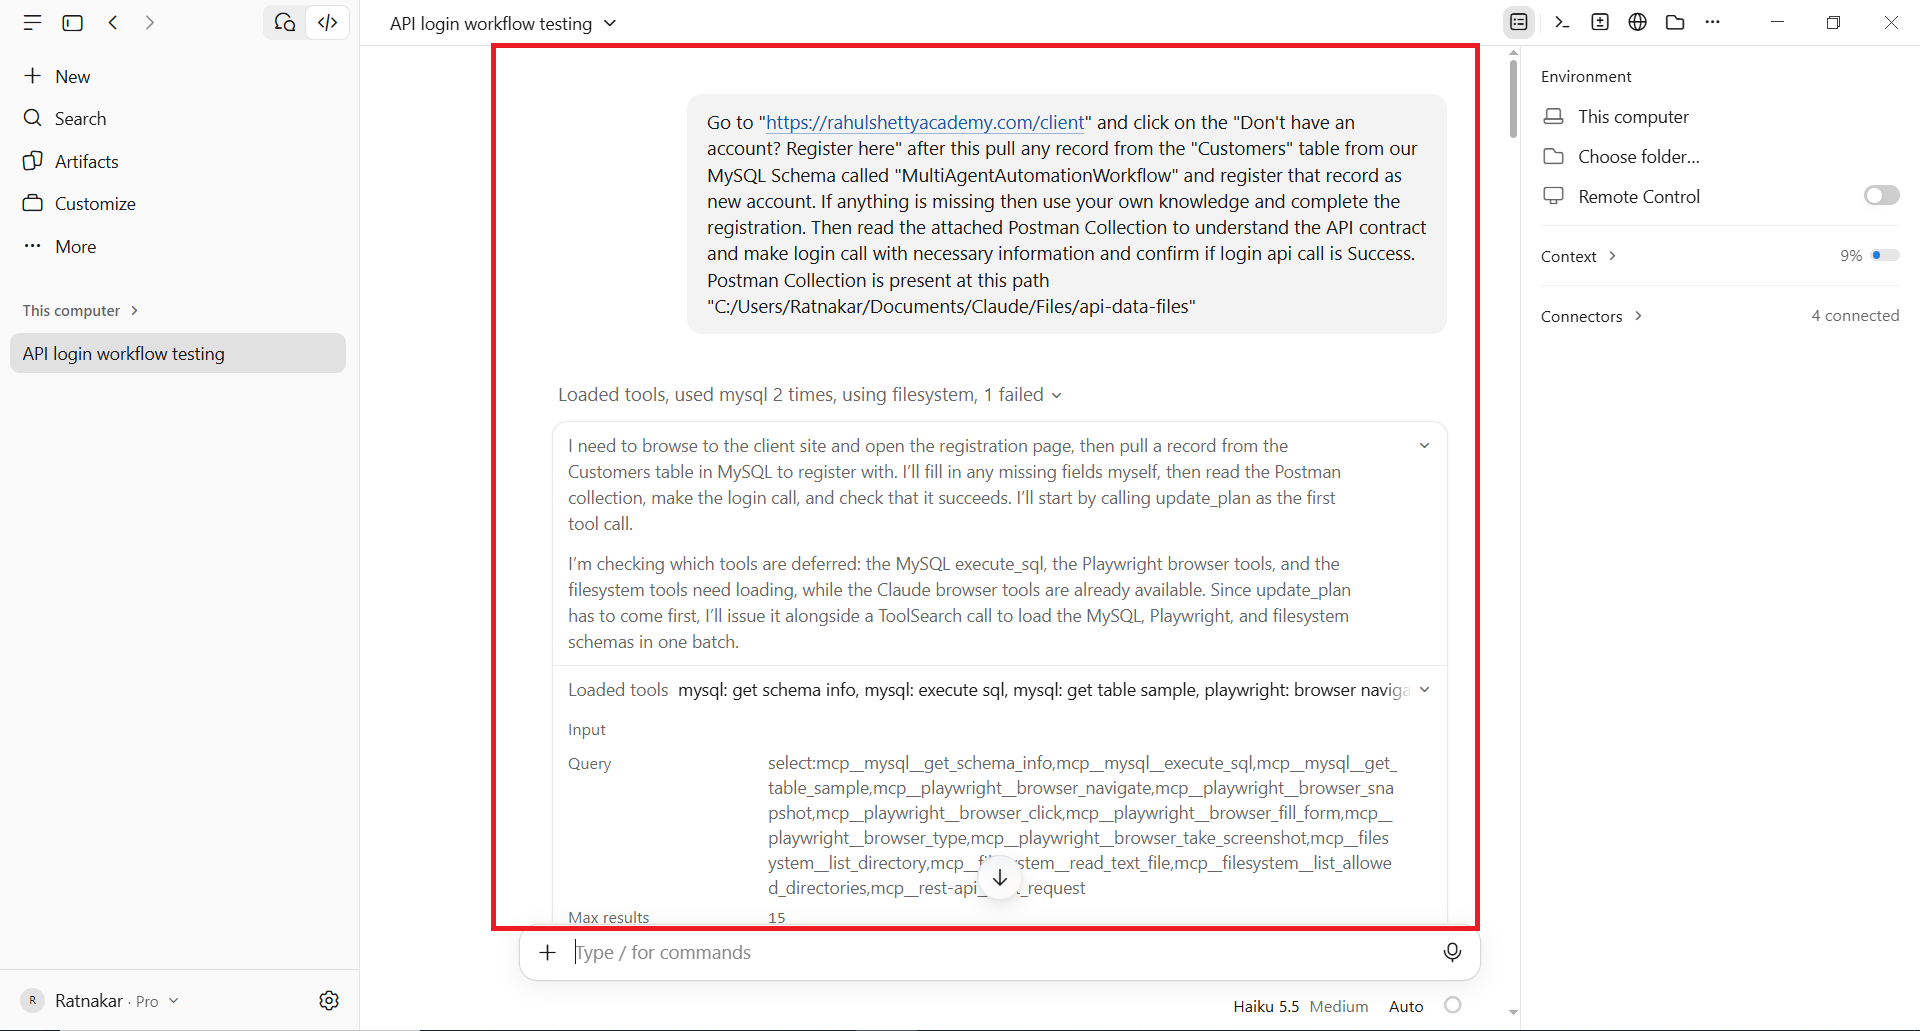 API login workflow testing
New
Search
Artifacts
Customize
More
This computer
API login workflow testing
Ratnakar · Pro
R
Go to "https://rahulshettyacademy.com/client" and click on the "Don't have an
account? Register here" after this pull any record from the "Customers" table from our
MySQL Schema called "MultiAgentAutomationWorkflow" and register that record as
new account. If anything is missing then use your own knowledge and complete the
registration. Then read the attached Postman Collection to understand the API contract
and make login call with necessary information and confirm if login api call is Success.
Postman Collection is present at this path
"C:/Users/Ratnakar/Documents/Claude/Files/api-data-files"
Loaded tools, used mysql 2 times, using filesystem, 1 failed
I need to browse to the client site and open the registration page, then pull a record from the
Customers table in MySQL to register with. I'll fill in any missing fields myself, then read the Postman
collection, make the login call, and check that it succeeds. I'll start by calling update_plan as the first
tool call.
I'm checking which tools are deferred: the MySQL execute_sql, the Playwright browser tools, and the
filesystem tools need loading, while the Claude browser tools are already available. Since update_plan
has to come first, I'll issue it alongside a ToolSearch call to load the MySQL, Playwright, and filesystem
schemas in one batch.
Loaded tools mysql: get schema info, mysql: execute sql, mysql: get table sample, playwright: browser naviga
Input
Query
select:mcp__mysql__get_schema_info,mcp__mysql__execute_sql,mcp__mysql__get_
table_sample,mcp__playwright__browser_navigate,mcp__playwright__browser_sna
pshot,mcp__playwright__browser_click,mcp__playwright__browser_fill_form,mcp__
playwright__browser_type,mcp__playwright__browser_take_screenshot,mcp__files
ystem__list_directory,mcp__ystem__read_text_file,mcp__filesystem__list_allowe
d_directories,mcp__rest-api_ _request
Max results 15
Type / for commands
Haiku 5.5 Medium Auto
Environment
This computer
Choose folder...
Remote Control
Context 9%
Connectors 4 connected